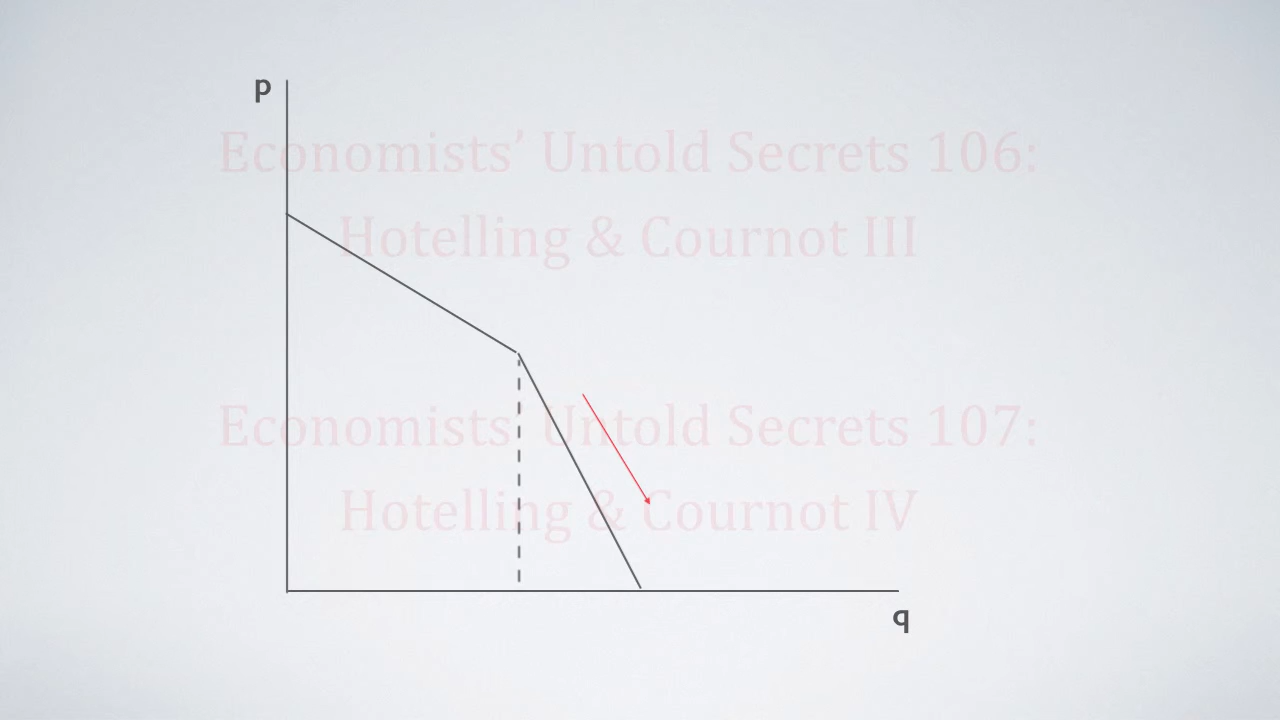 p
Economists’ Untold Secrets 106:
Hotelling & Cournot III
Economists’ Untold Secrets 107:
Hotelling & Cournot IV
q